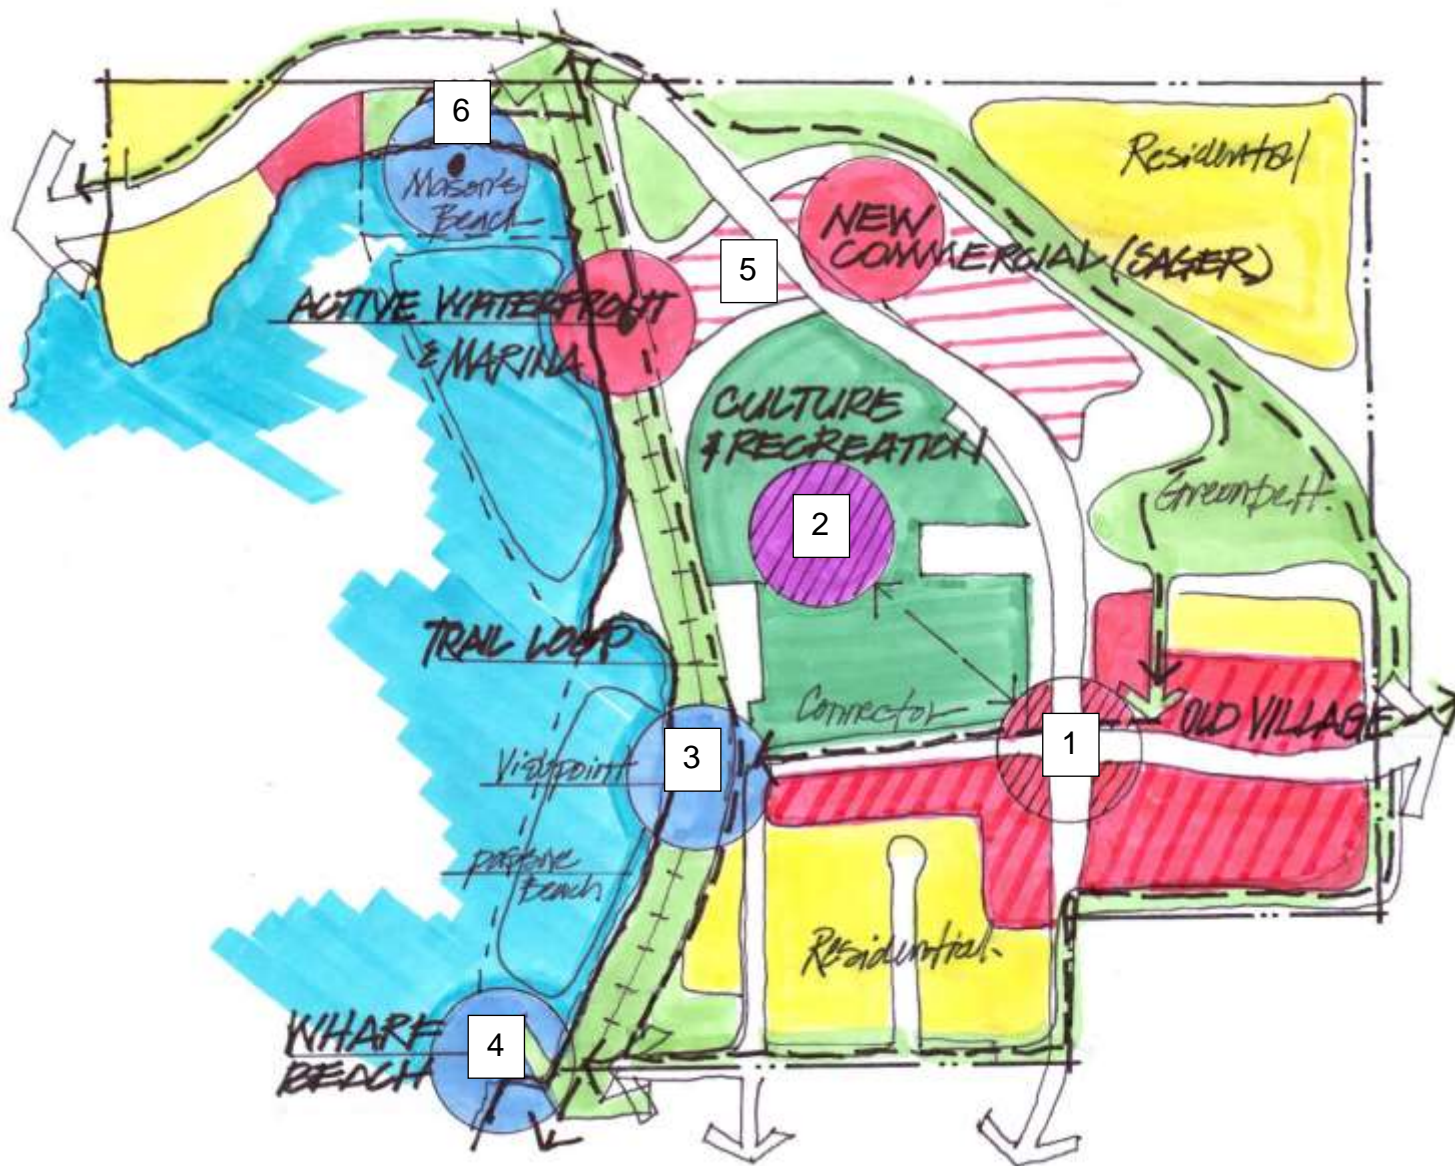 6
Residential
Mason's
Beach
NEW
COMMERCIAL (SAGER)
5
ACTIVE WATERFRONT
& MARINA
CULTURE
& RECREATION
Greenbelt
2
TRAIL LOOP
Connector
OLD VILLAGE
1
3
Viewpoint
Passive
Beach
Residential
WHARF
BEACH
4